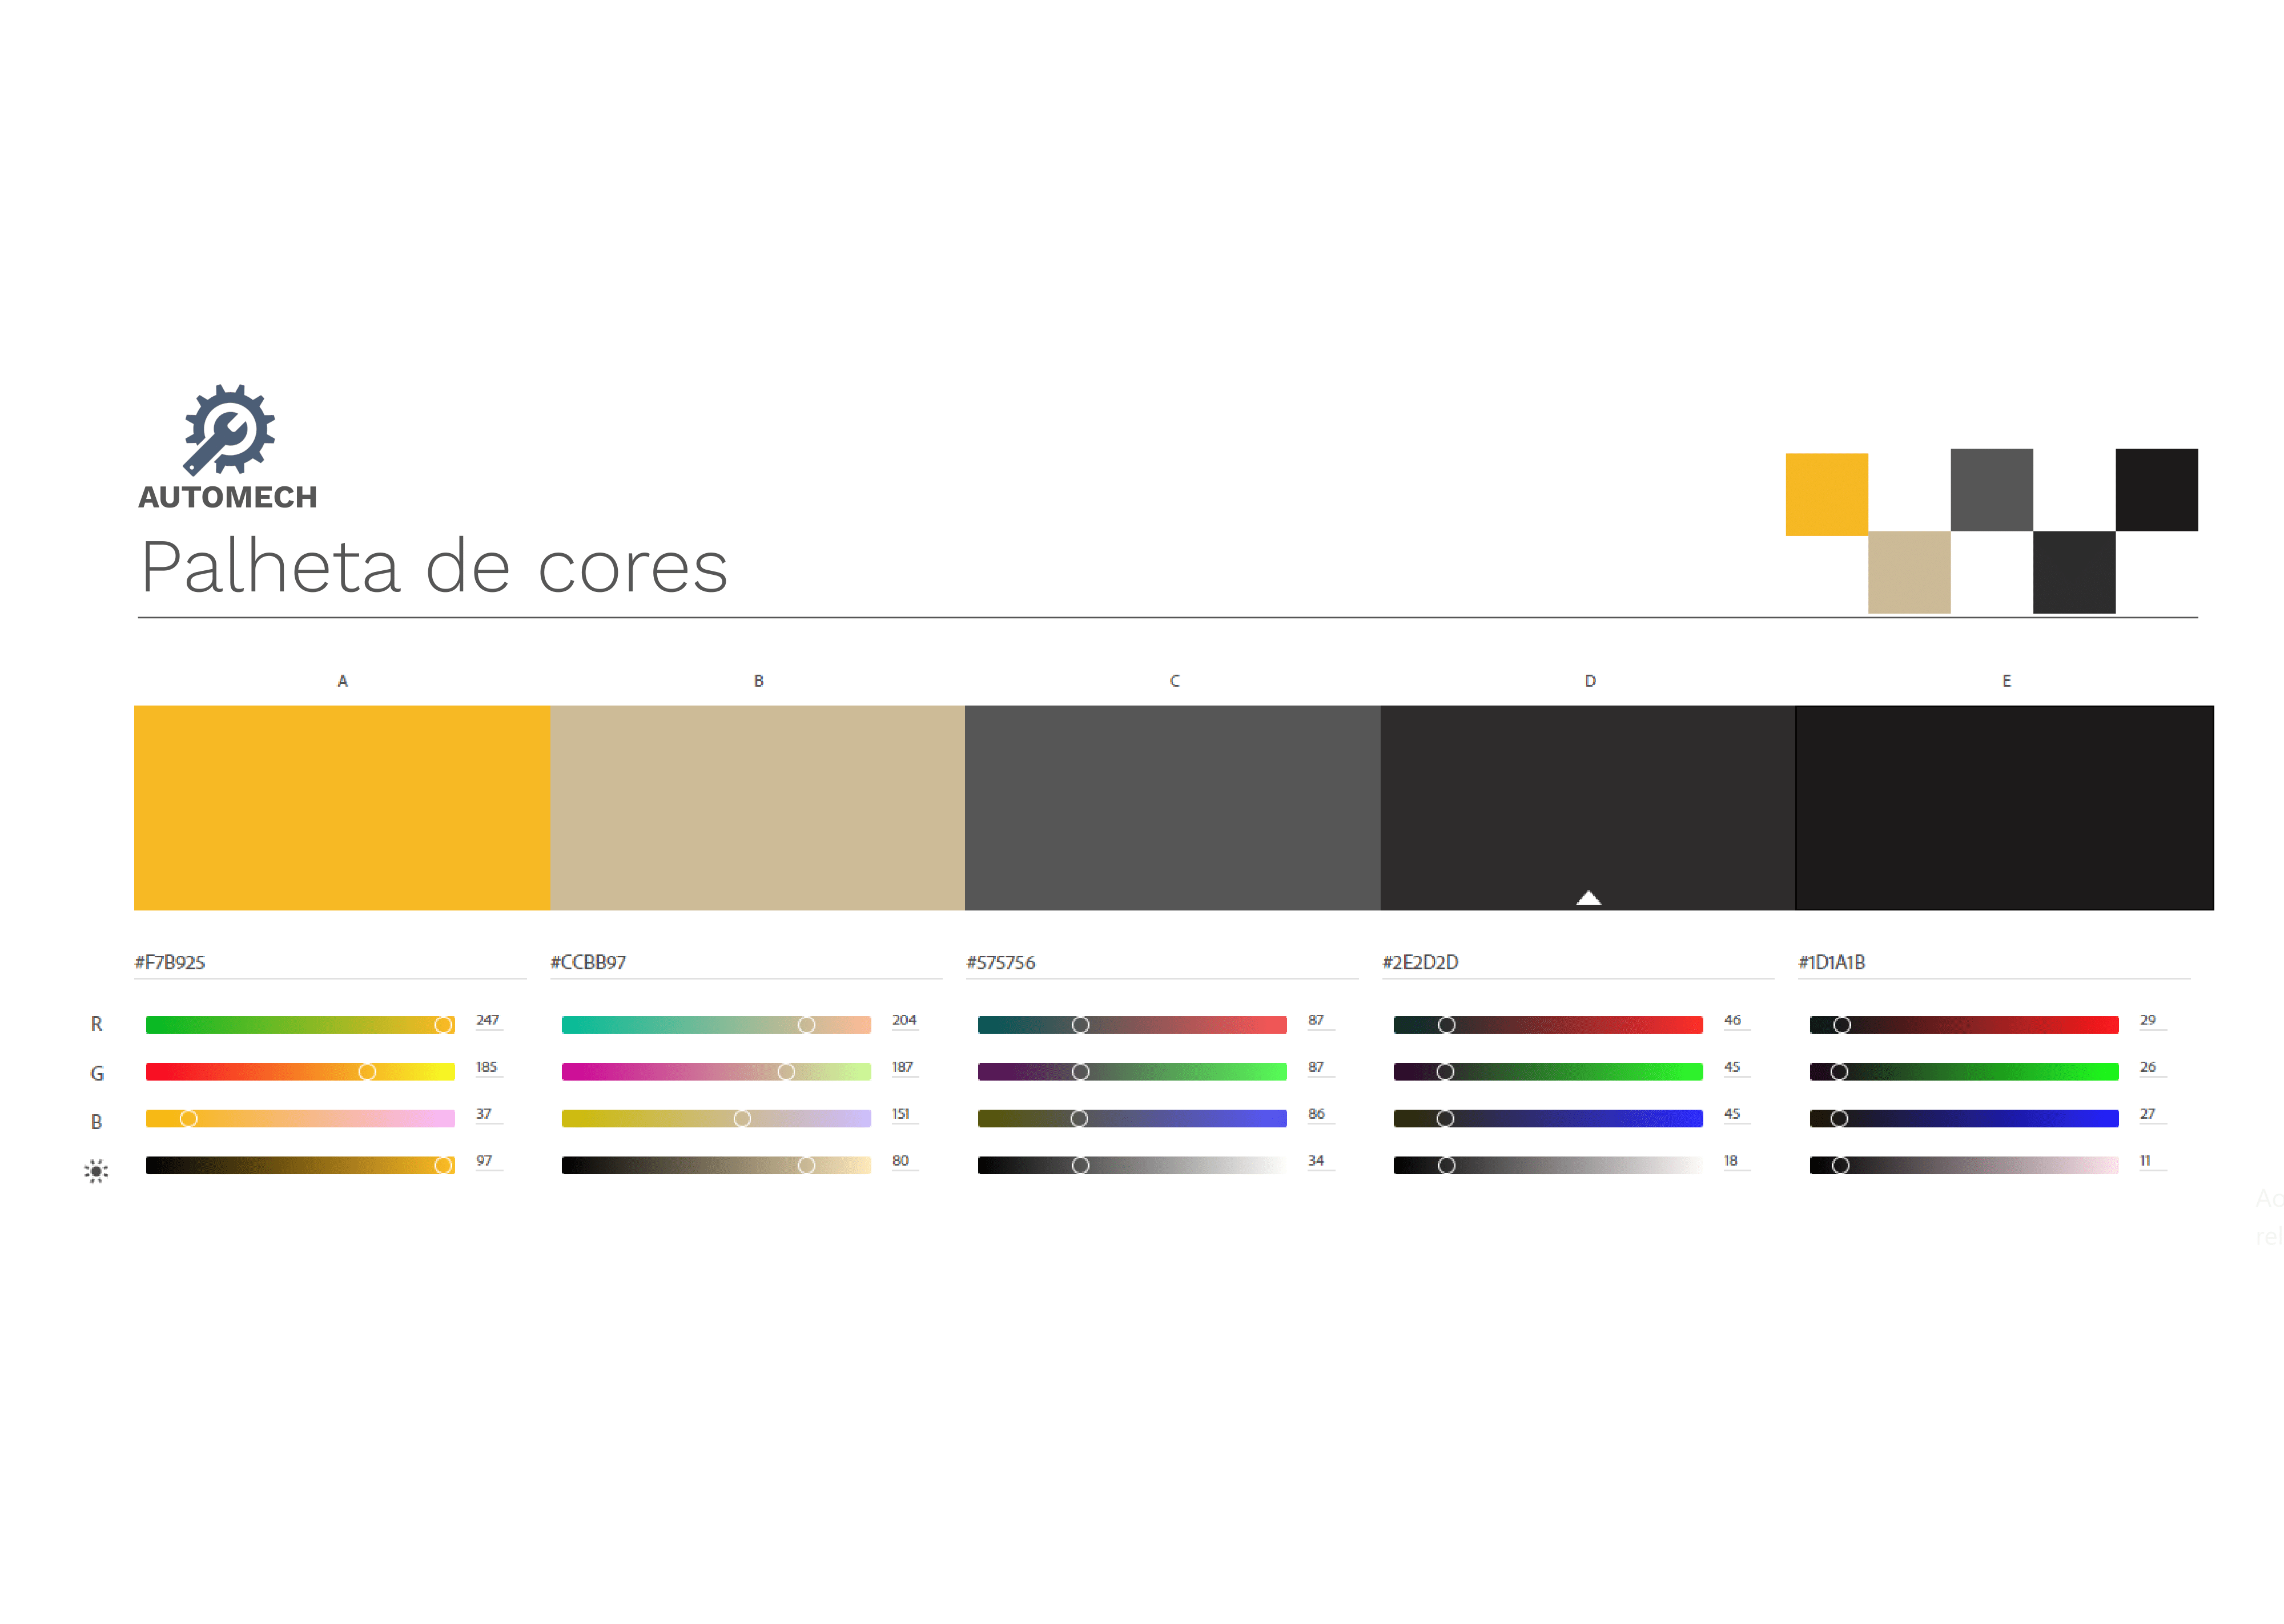 AUTOMECH
Palheta de cores
A B C D E
#F7B925 #CCBB97 #575756 #2E2D2D #1D1A1B
R 247 204 87 46 29
G 185 187 87 45 26
B 37 151 86 45 27
97 80 34 18 11
Ac
rel